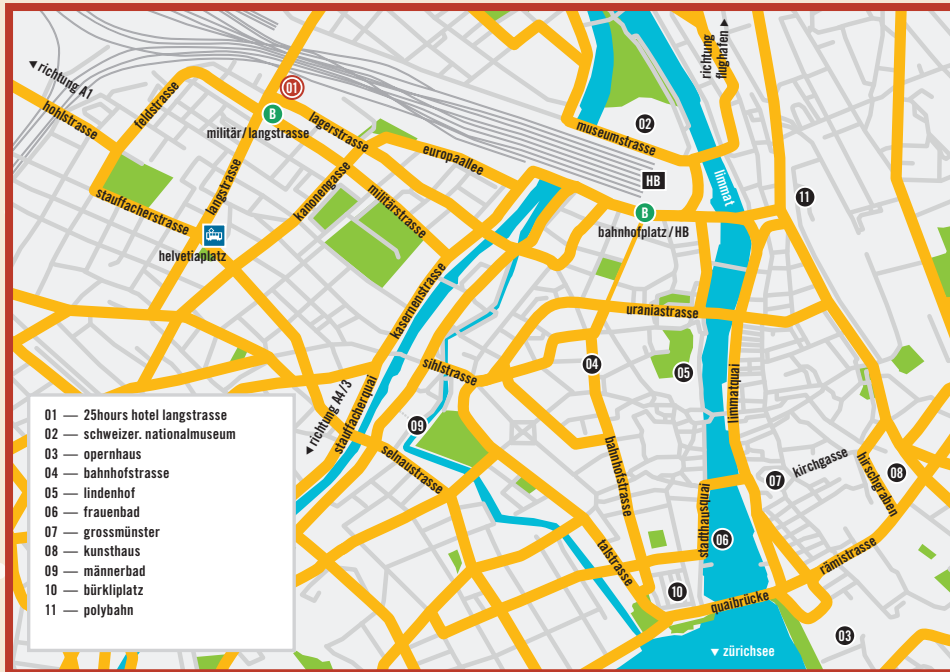 richtung A1
hohlstrasse
feldstrasse
01
B
militär/langstrasse
lagerstrasse
europaallee
langstrasse
kanonengasse
militärstrasse
stauffacherstrasse
helvetiaplatz
richtung
flughafen
02
museumstrasse
HB
limmat
11
B
bahnhofplatz/HB
kasernenstrasse
uraniastrasse
sihlstrasse
04
05
limmatquai
richtung A4/3
stauffacherquai
09
selnaustrasse
bahnhofstrasse
07
kirchgasse
hirschgraben
08
stadthausquai
06
talstrasse
rämistrasse
10
quaibrücke
03
zürichsee
01 — 25hours hotel langstrasse
02 — schweizer. nationalmuseum
03 — opernhaus
04 — bahnhofstrasse
05 — lindenhof
06 — frauenbad
07 — grossmünster
08 — kunsthaus
09 — männerbad
10 — bürkliplatz
11 — polybahn